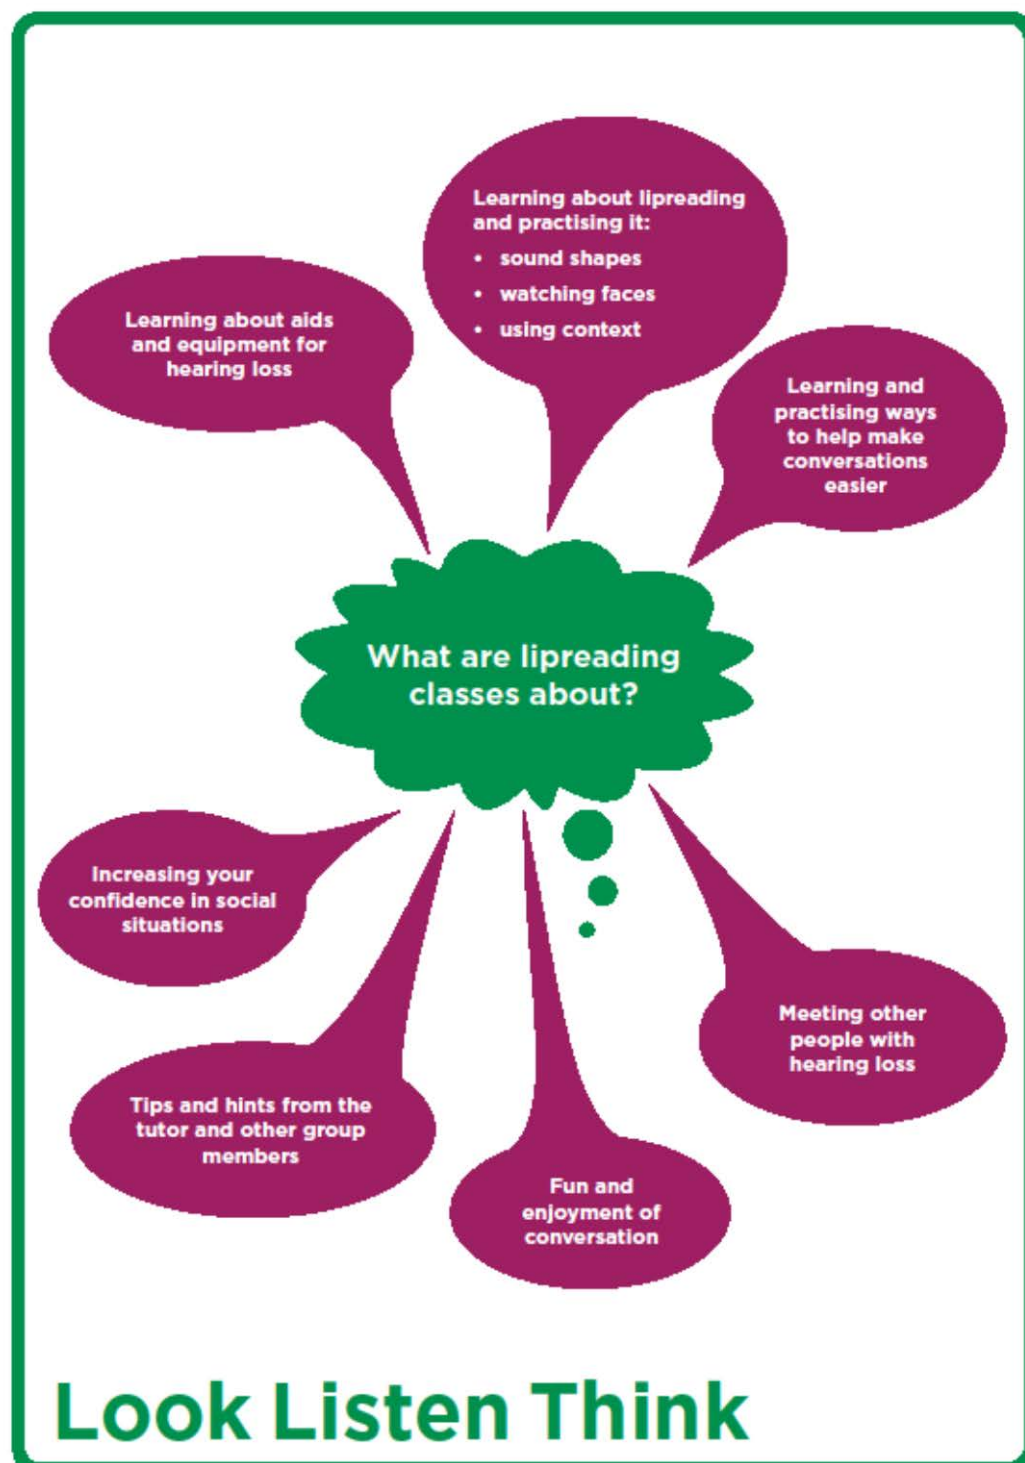 Learning about lipreading
and practising it:
• sound shapes
• watching faces
• using context
Learning about aids
and equipment for
hearing loss
Learning and
practising ways
to help make
conversations
easier
What are lipreading
classes about?
Increasing your
confidence in social
situations
Meeting other
people with
hearing loss
Tips and hints from the
tutor and other group
members
Fun and
enjoyment of
conversation
Look Listen Think